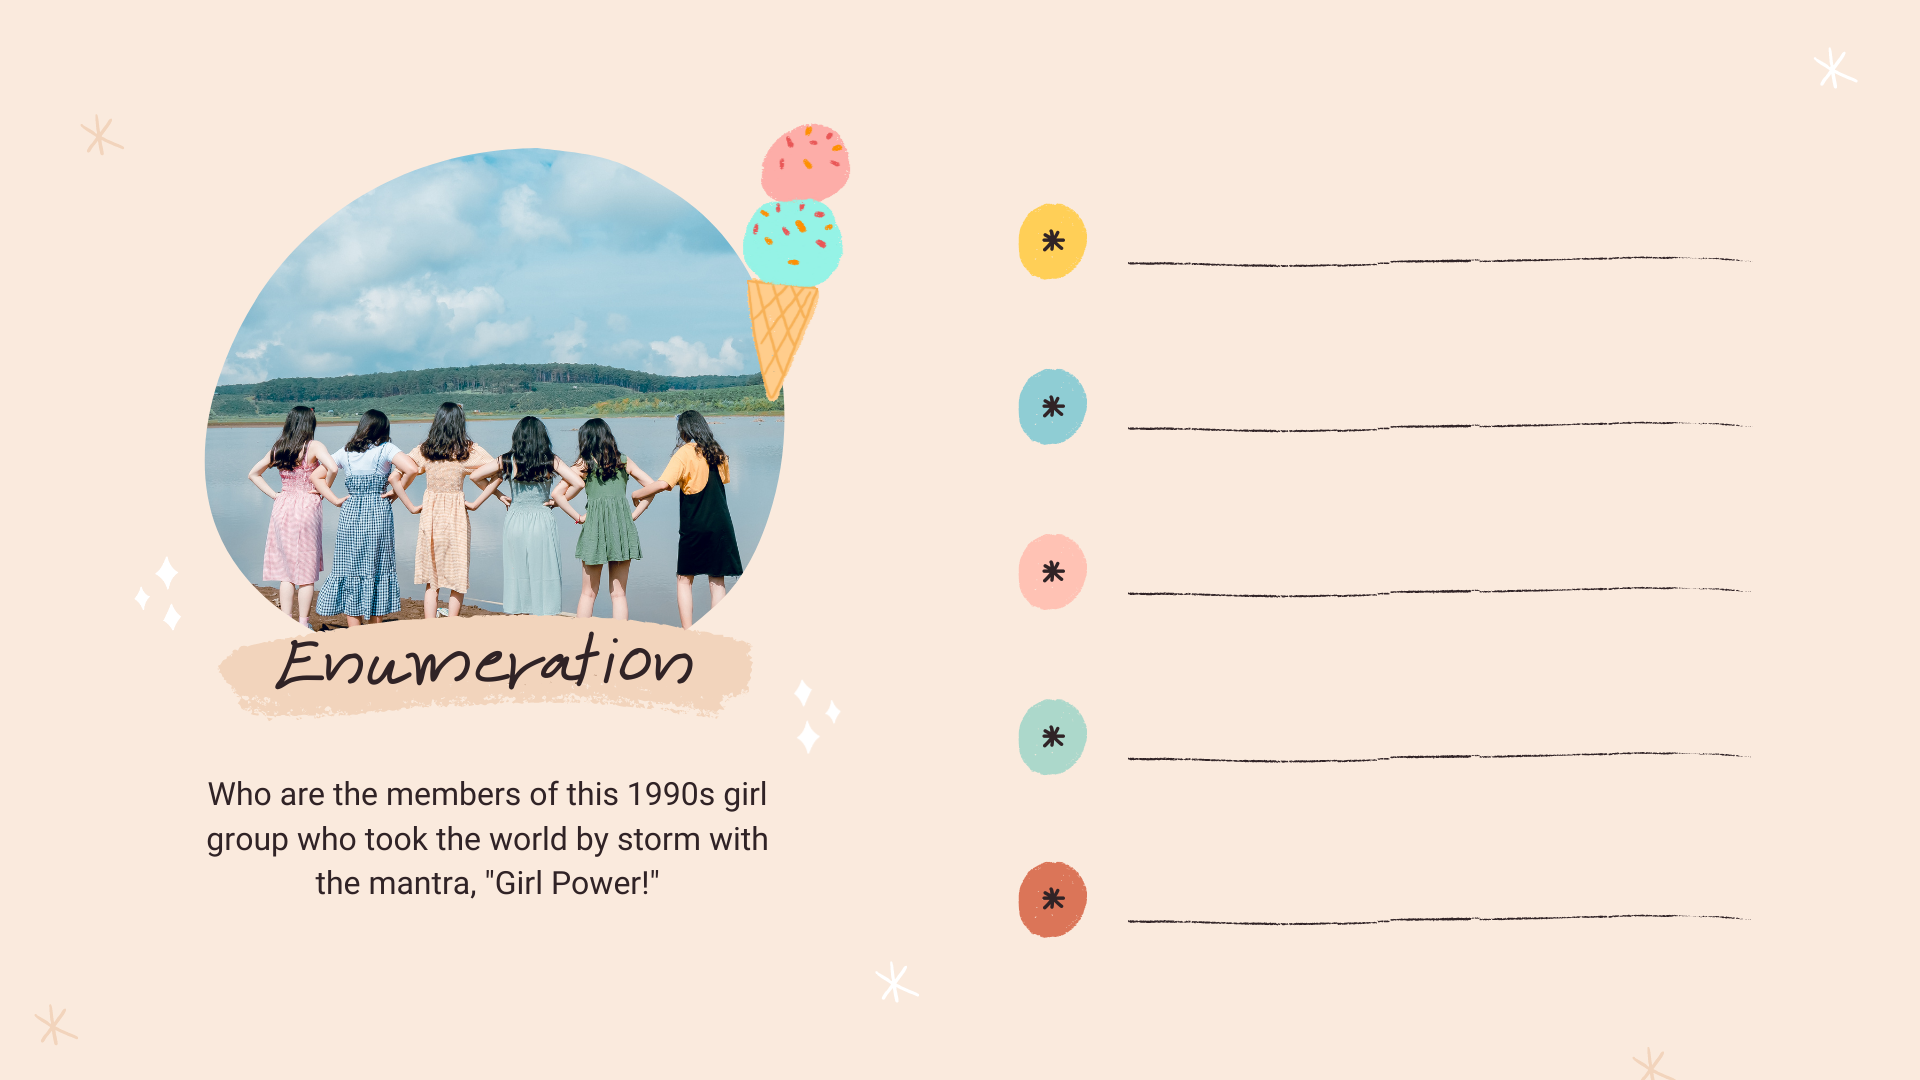 Enumeration
Who are the members of this 1990s girl
group who took the world by storm with
the mantra, "Girl Power!"